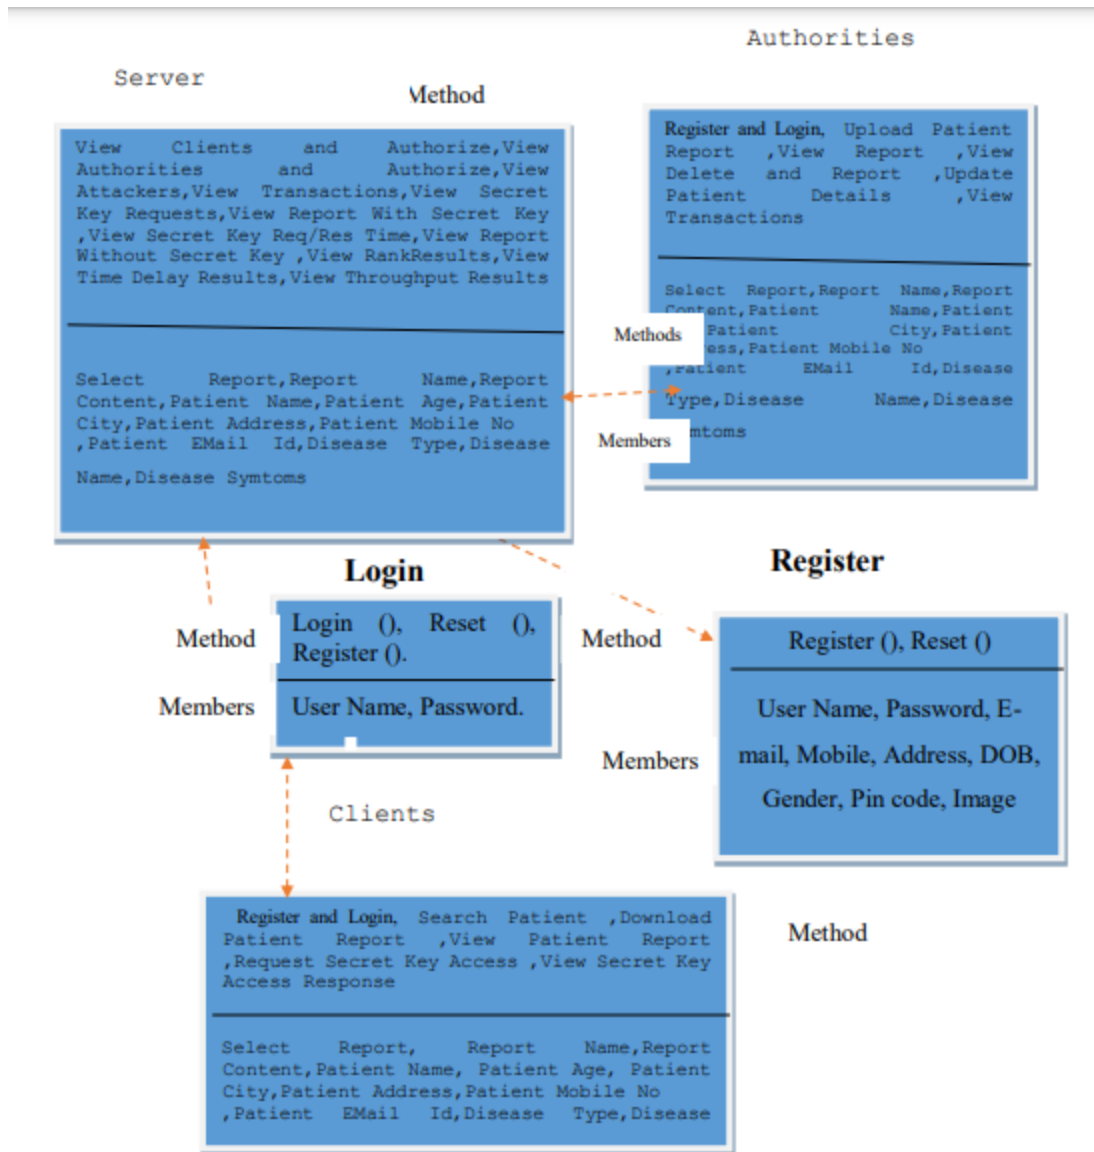 Authorities
Server
Method
View Clients and Authorize,View
Authorities and Authorize,View
Attackers,View Transactions,View Secret
Key Requests,View Report With Secret Key
,View Secret Key Req/Res Time,View Report
Without Secret Key ,View RankResults,View
Time Delay Results,View Throughput Results
Select Report,Report Name,Report
Content,Patient Name,Patient Age,Patient
City,Patient Address,Patient Mobile No
,Patient EMail Id,Disease Type,Disease
Name,Disease Symtoms
Register and Login, Upload Patient
Report ,View Report ,View
Delete and Report ,Update
Patient Details ,View
Transactions
Select Report,Report Name,Report
Content,Patient Name,Patient
Patient City,Patient
ress,Patient Mobile No
,Patient EMail Id,Disease
Type,Disease Name,Disease
mtoms
Methods
Members
Login
Method
Login (), Reset (),
Register ().
Members
User Name, Password.
Register
Method
Register (), Reset ()
Members
User Name, Password, E-
mail, Mobile, Address, DOB,
Gender, Pin code, Image
Clients
Method
Register and Login, Search Patient ,Download
Patient Report ,View Patient Report
,Request Secret Key Access ,View Secret Key
Access Response
Select Report, Report Name,Report
Content,Patient Name, Patient Age, Patient
City,Patient Address,Patient Mobile No
,Patient EMail Id,Disease Type,Disease